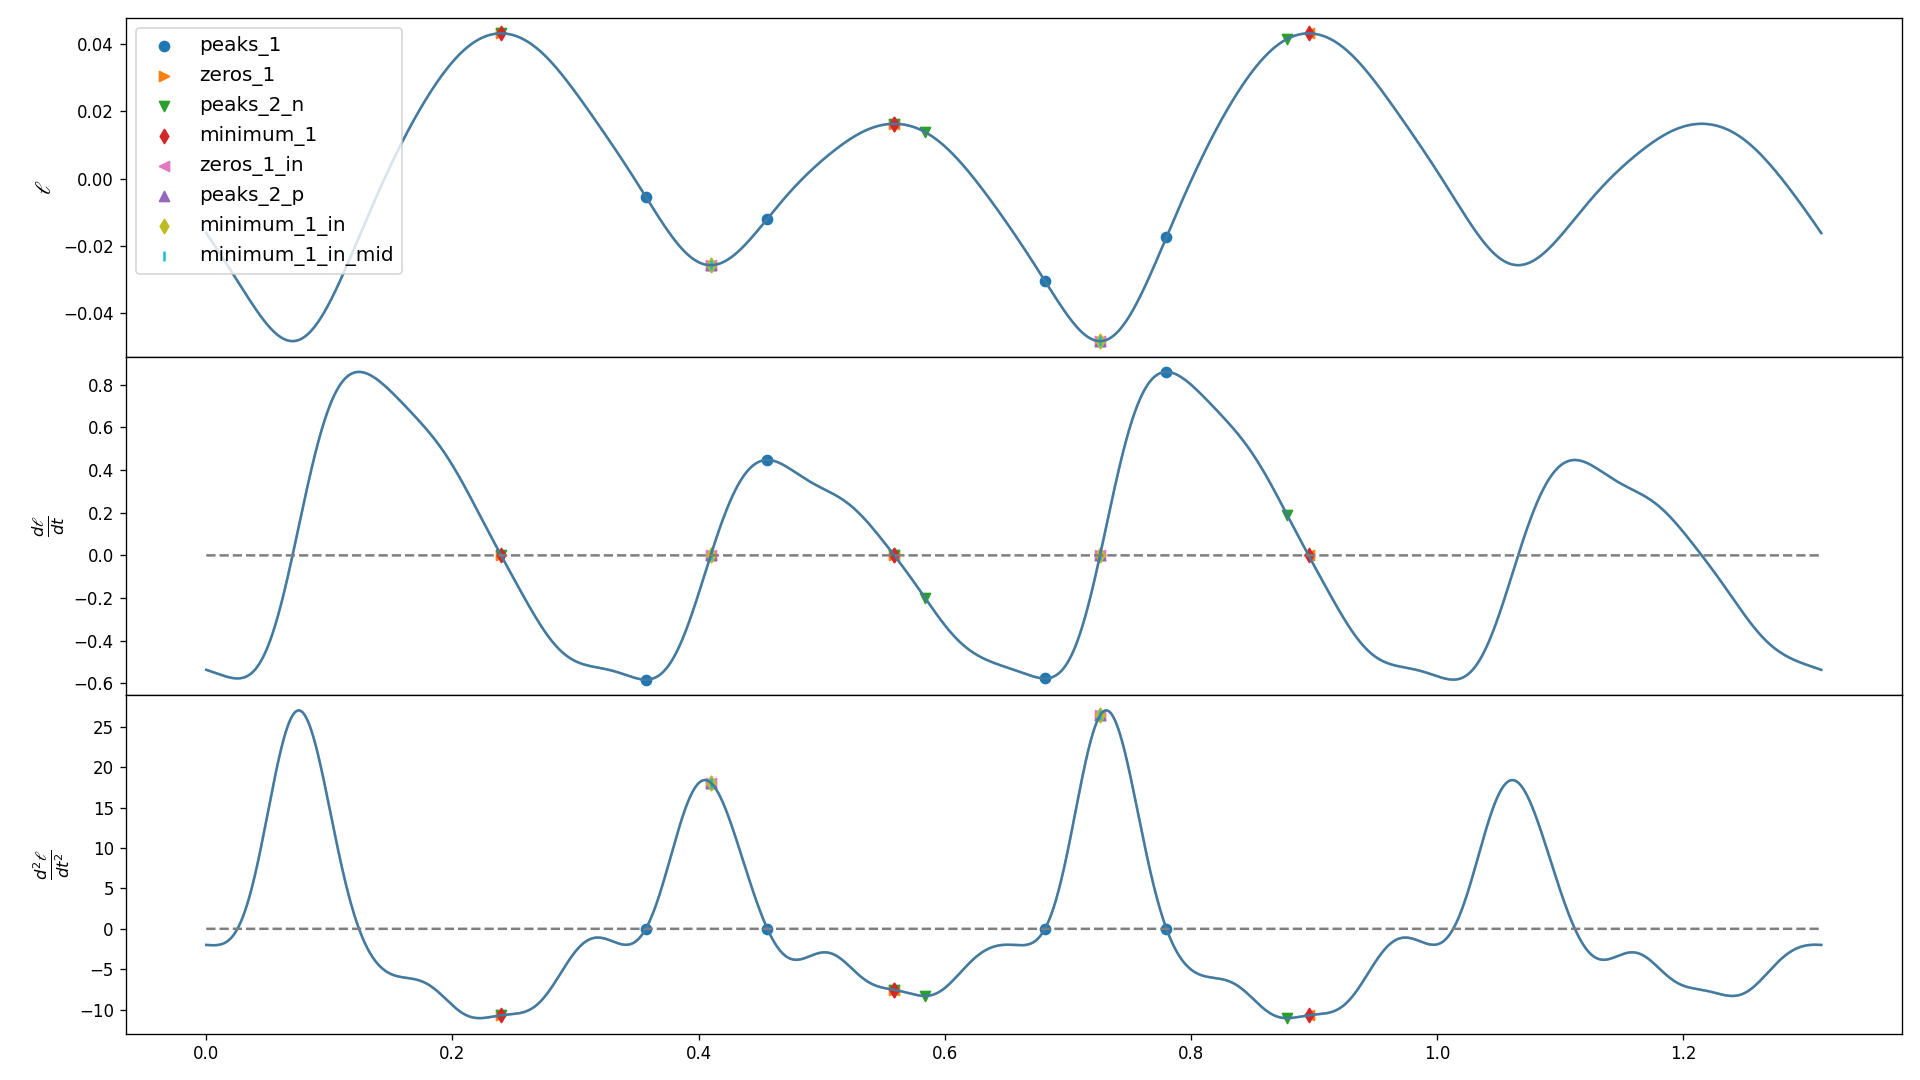 peaks_1
zeros_1
peaks_2_n
minimum_1
zeros_1_in
peaks_2_p
minimum_1_in
minimum_1_in_mid
0.04
0.02
0.00
−0.02
−0.04
ℓ
0.8
0.6
0.4
0.2
0.0
−0.2
−0.4
−0.6
dℓ
dt
25
20
15
10
5
0
−5
−10
d²ℓ
dt²
0.0 0.2 0.4 0.6 0.8 1.0 1.2